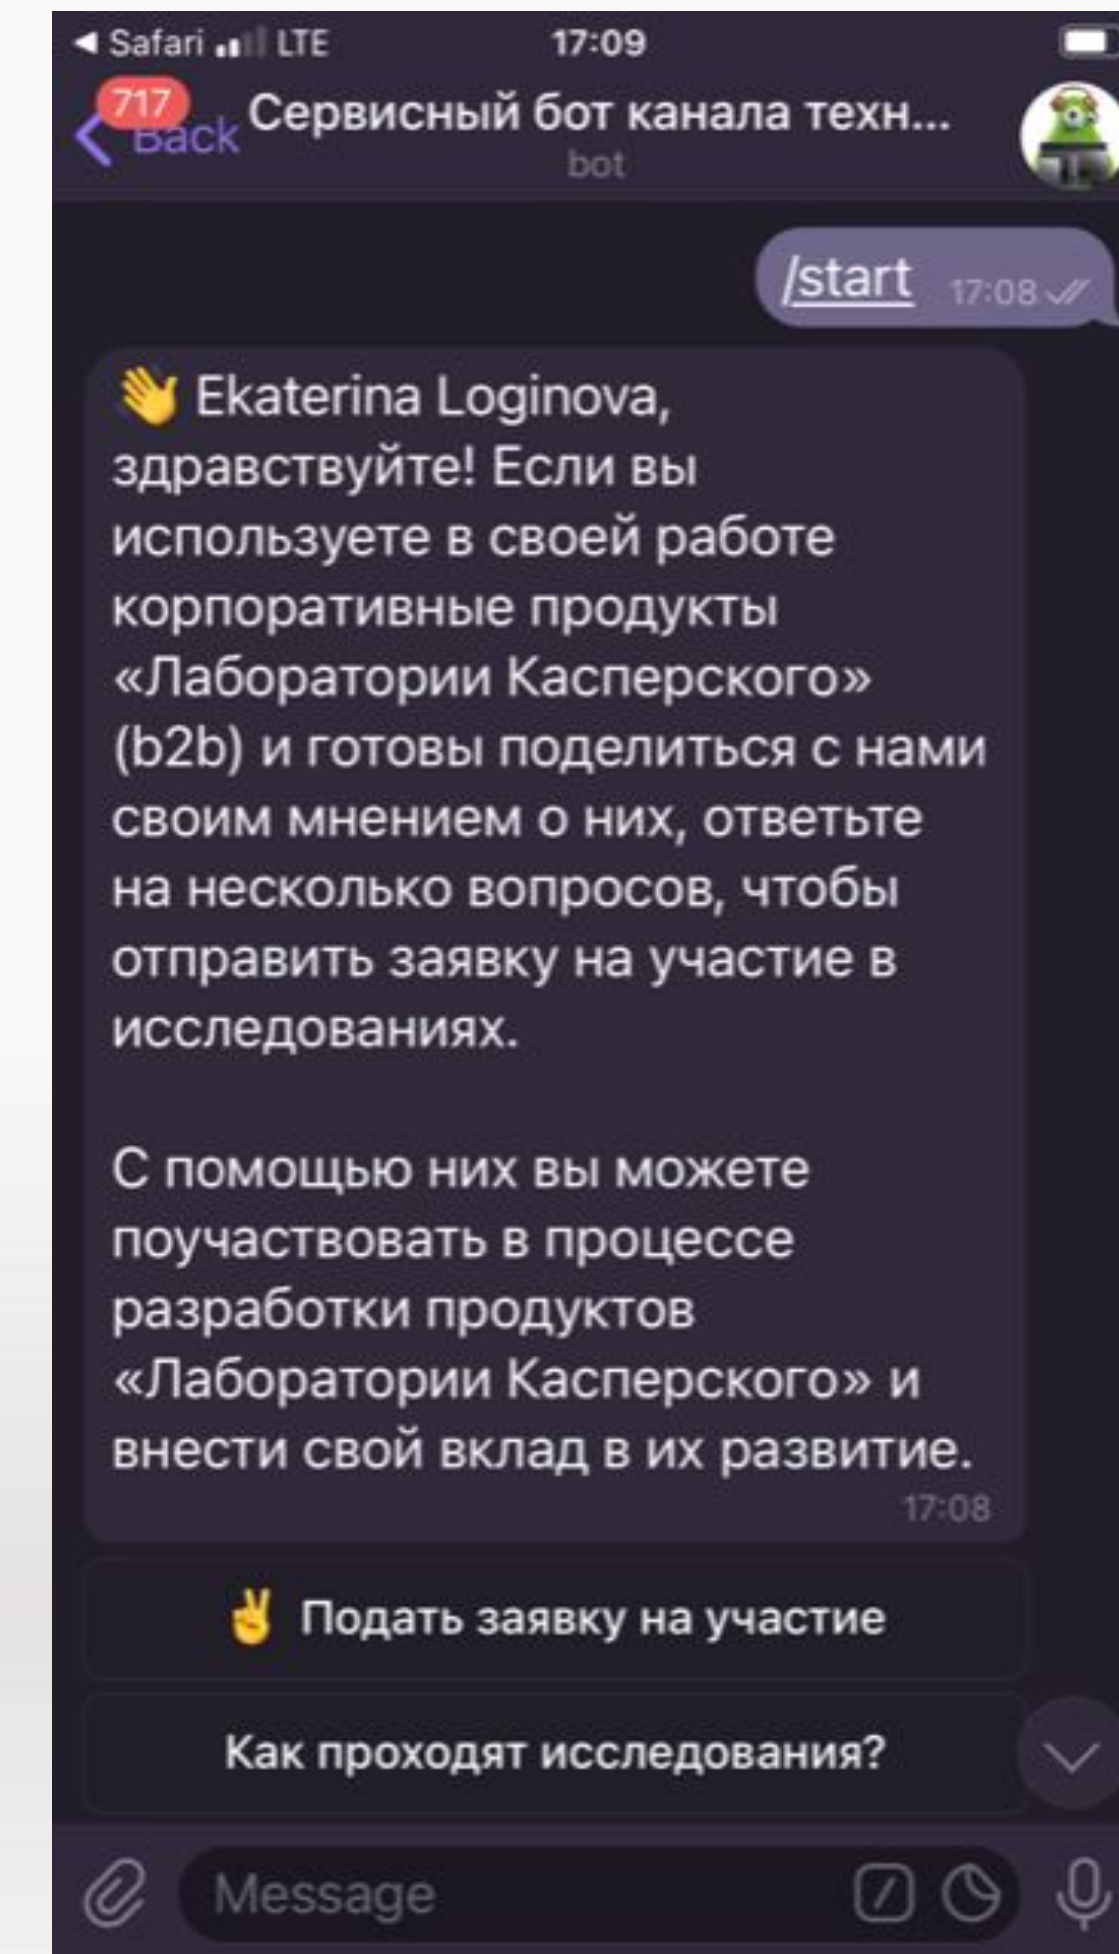 Safari LTE 17:09
717
Back Сервисный бот канала техн...
bot
/start 17:08
👋 Ekaterina Loginova,
здравствуйте! Если вы
используете в своей работе
корпоративные продукты
«Лаборатории Касперского»
(b2b) и готовы поделиться с нами
своим мнением о них, ответьте
на несколько вопросов, чтобы
отправить заявку на участие в
исследованиях.
С помощью них вы можете
поучаствовать в процессе
разработки продуктов
«Лаборатории Касперского» и
внести свой вклад в их развитие.
17:08
✌️ Подать заявку на участие
Как проходят исследования?
Message